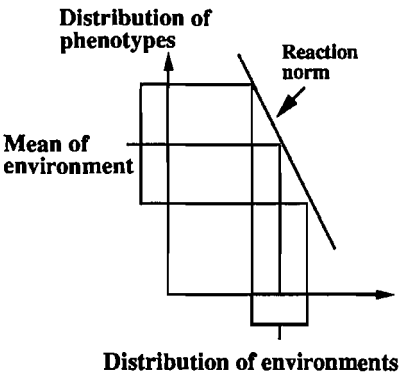 Distribution of
phenotypes
Reaction
norm
Mean of
environment
Distribution of environments